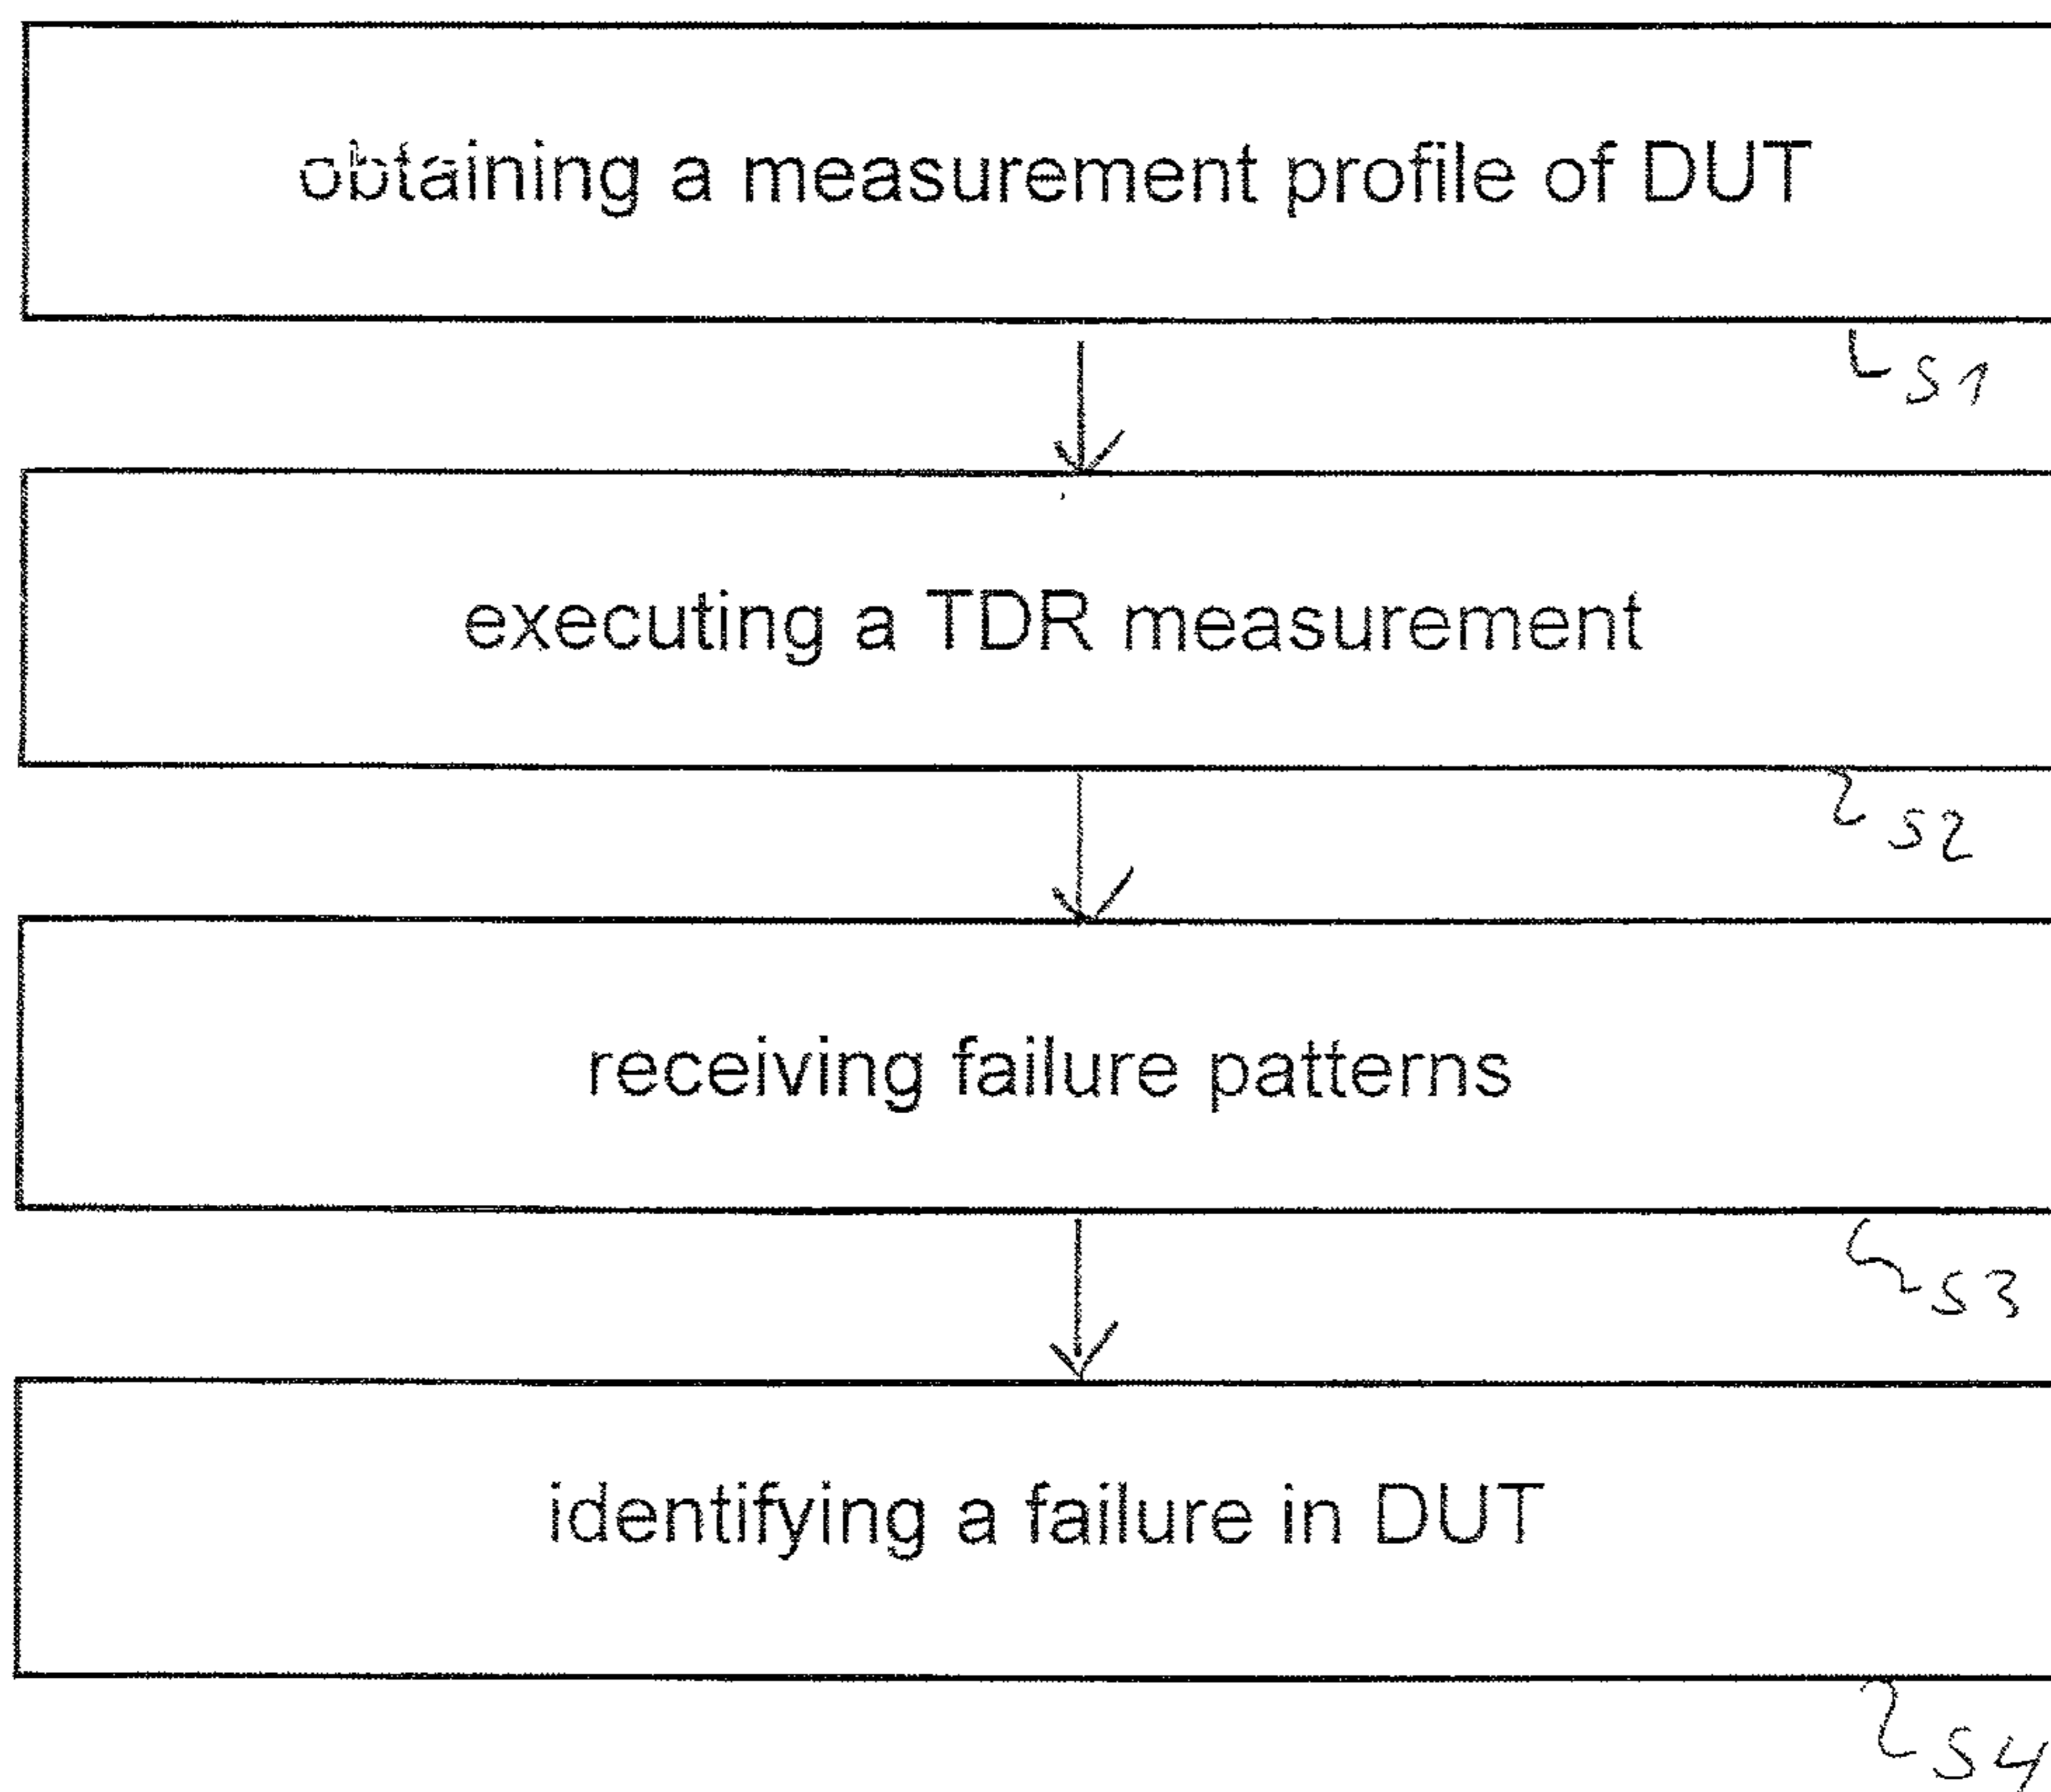 obtaining a measurement profile of DUT
S1
executing a TDR measurement
S2
receiving failure patterns
S3
identifying a failure in DUT
S4